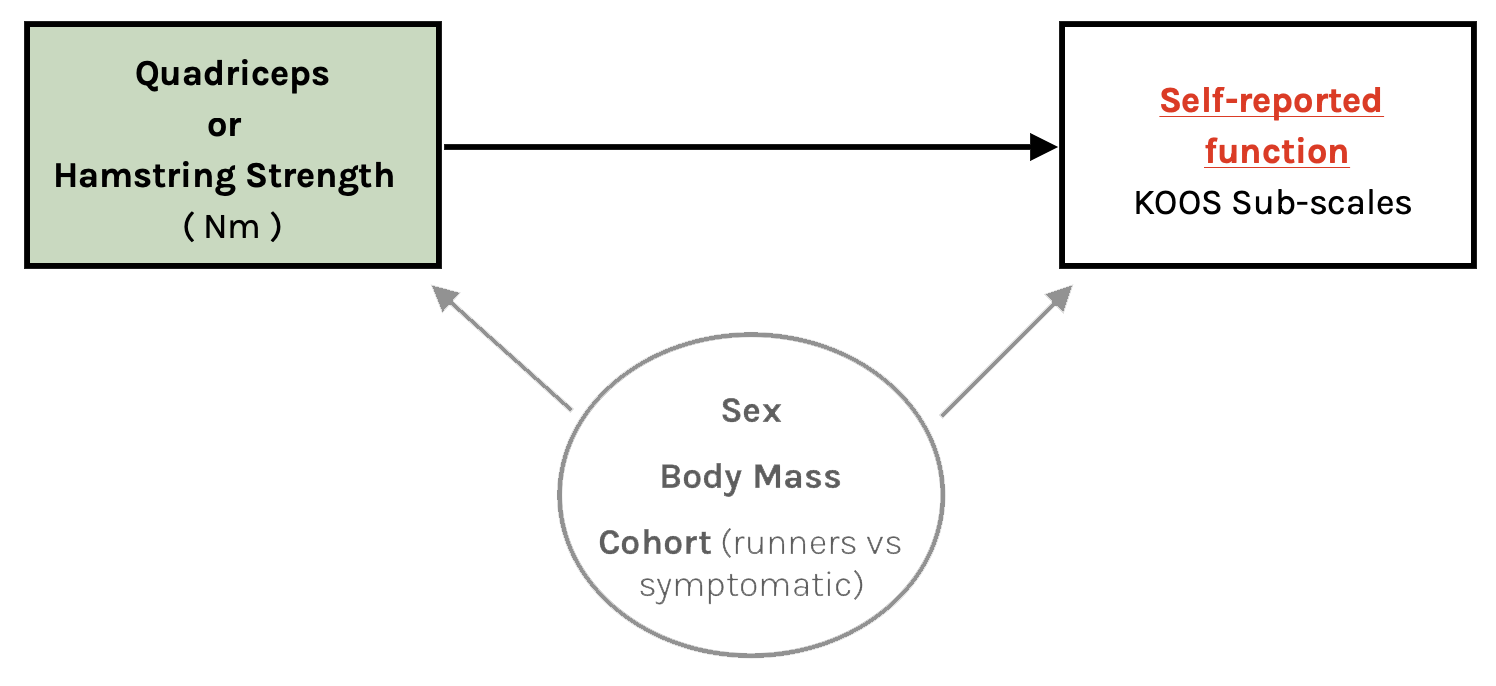 Quadriceps
or
Hamstring Strength
( Nm )
Self-reported
function
KOOS Sub-scales
Sex
Body Mass
Cohort (runners vs
symptomatic)